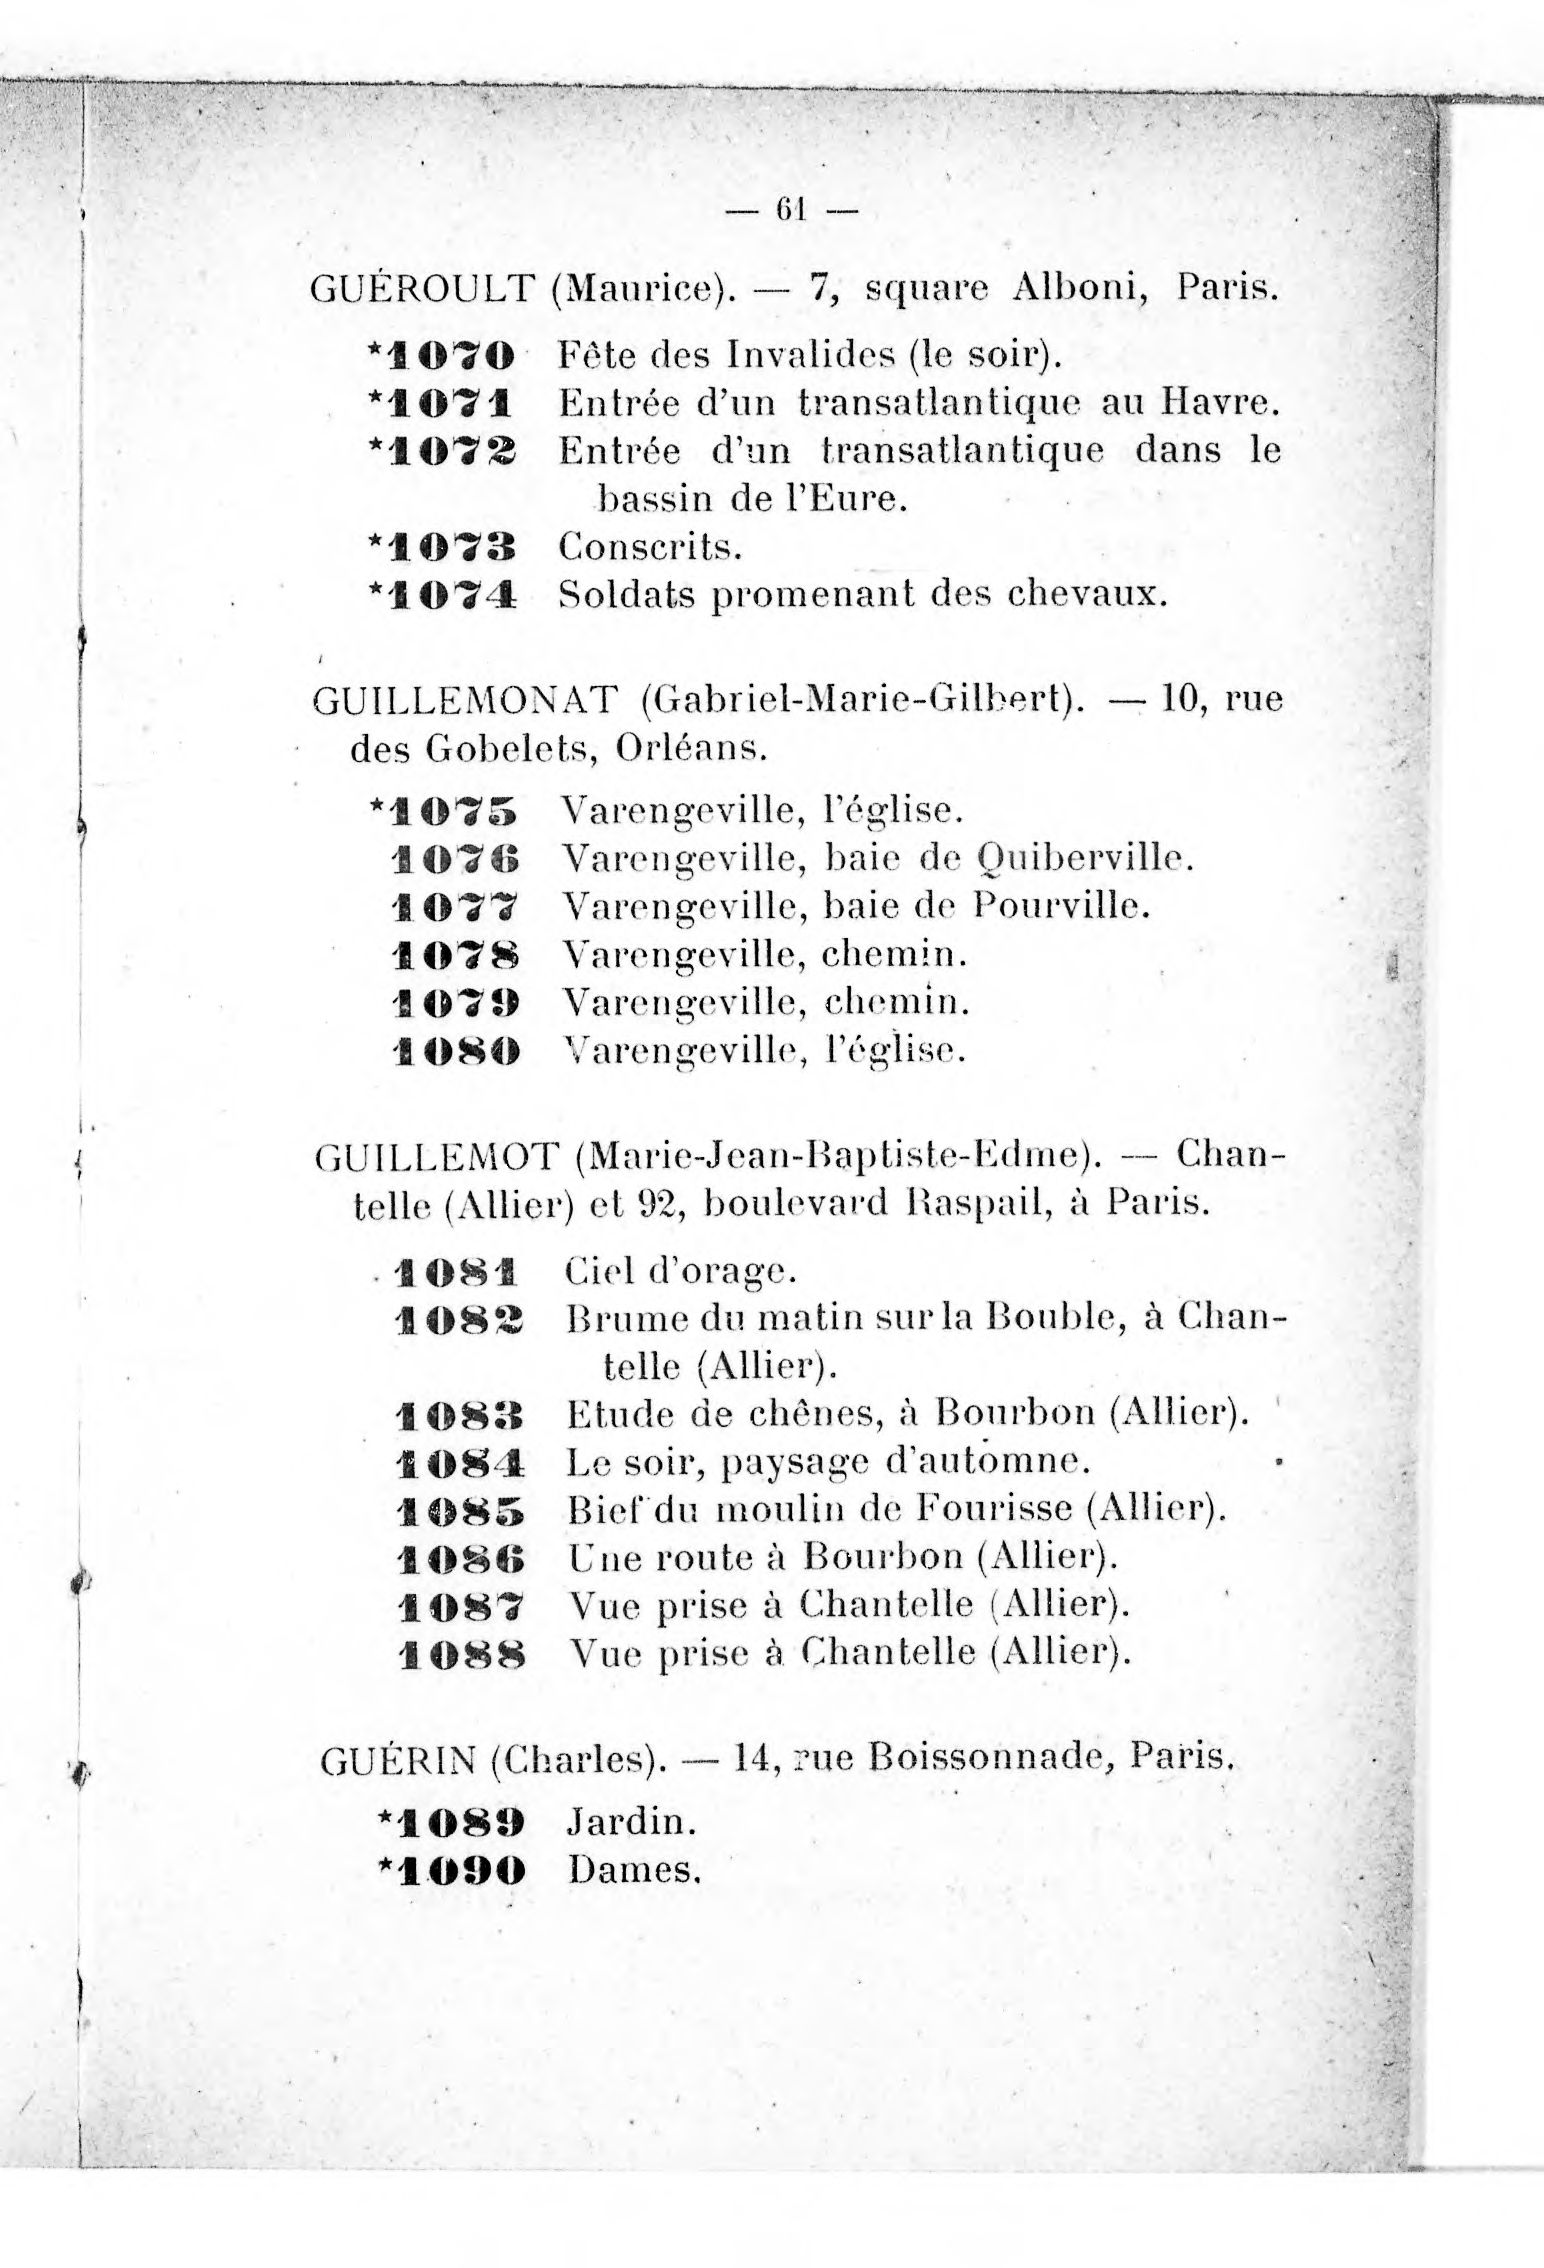 — 61 —
GUÉROULT (Maurice). — 7, square Alboni, Paris.
*1070 Fête des Invalides (le soir).
*1071 Entrée d'un transatlantique au Havre.
*1072 Entrée d'un transatlantique dans le
bassin de l'Eure.
*1073 Conscrits.
*1074 Soldats promenant des chevaux.
GUILLEMONAT (Gabriel-Marie-Gilbert). — 10, rue
des Gobelets, Orléans.
*1075 Varengeville, l'église.
1076 Varengeville, baie de Quiberville.
1077 Varengeville, baie de Pourville.
1078 Varengeville, chemin.
1079 Varengeville, chemin.
1080 Varengeville, l'église.
GUILLEMOT (Marie-Jean-Baptiste-Edme). — Chan-
telle (Allier) et 92, boulevard Raspail, à Paris.
1081 Ciel d'orage.
1082 Brume du matin sur la Bouble, à Chan-
telle (Allier).
1083 Etude de chênes, à Bourbon (Allier).
1084 Le soir, paysage d'automne.
1085 Bief du moulin de Fourisse (Allier).
1086 Une route à Bourbon (Allier).
1087 Vue prise à Chantelle (Allier).
1088 Vue prise à Chantelle (Allier).
GUÉRIN (Charles). — 14, rue Boissonnade, Paris.
*1089 Jardin.
*1090 Dames.